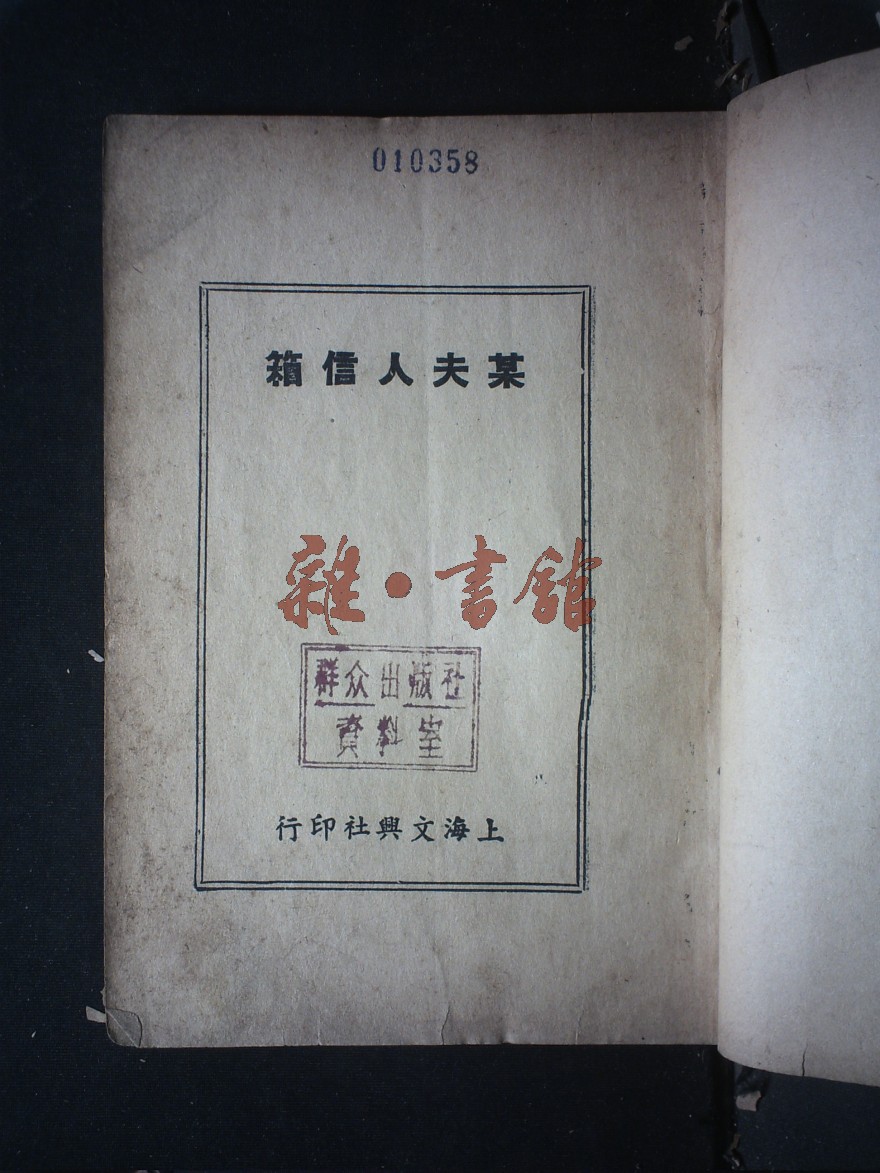 010358
某夫人信箱
雜·書館
群众出版社
資料室
上海文興社印行